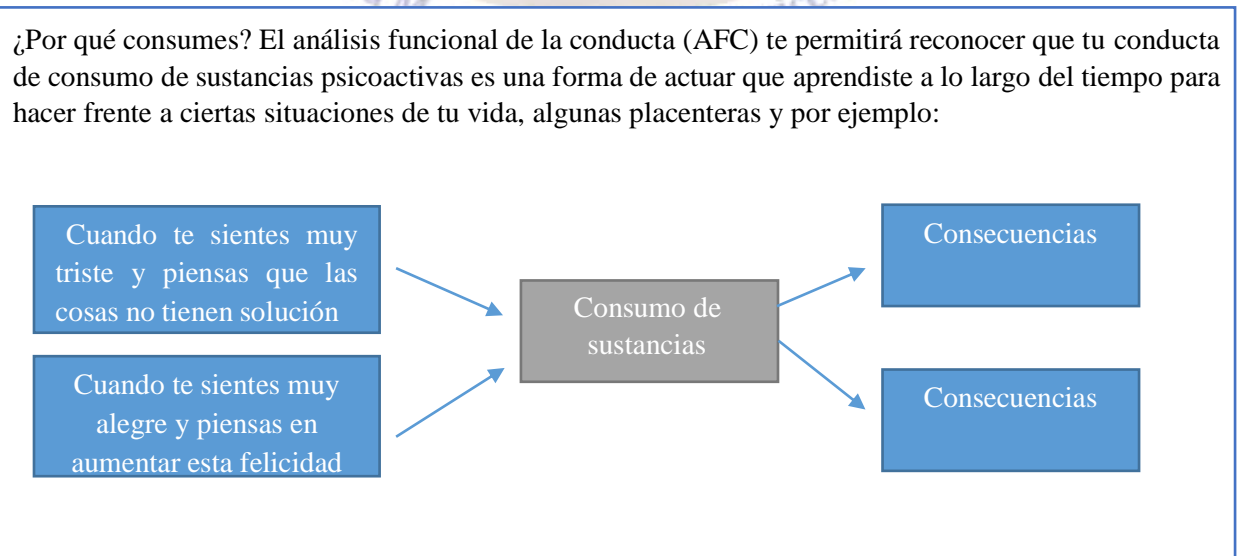 ¿Por qué consumes? El análisis funcional de la conducta (AFC) te permitirá reconocer que tu conducta
de consumo de sustancias psicoactivas es una forma de actuar que aprendiste a lo largo del tiempo para
hacer frente a ciertas situaciones de tu vida, algunas placenteras y por ejemplo:
Cuando te sientes muy
triste y piensas que las
cosas no tienen solución
Cuando te sientes muy
alegre y piensas en
aumentar esta felicidad
Consumo de
sustancias
Consecuencias
Consecuencias